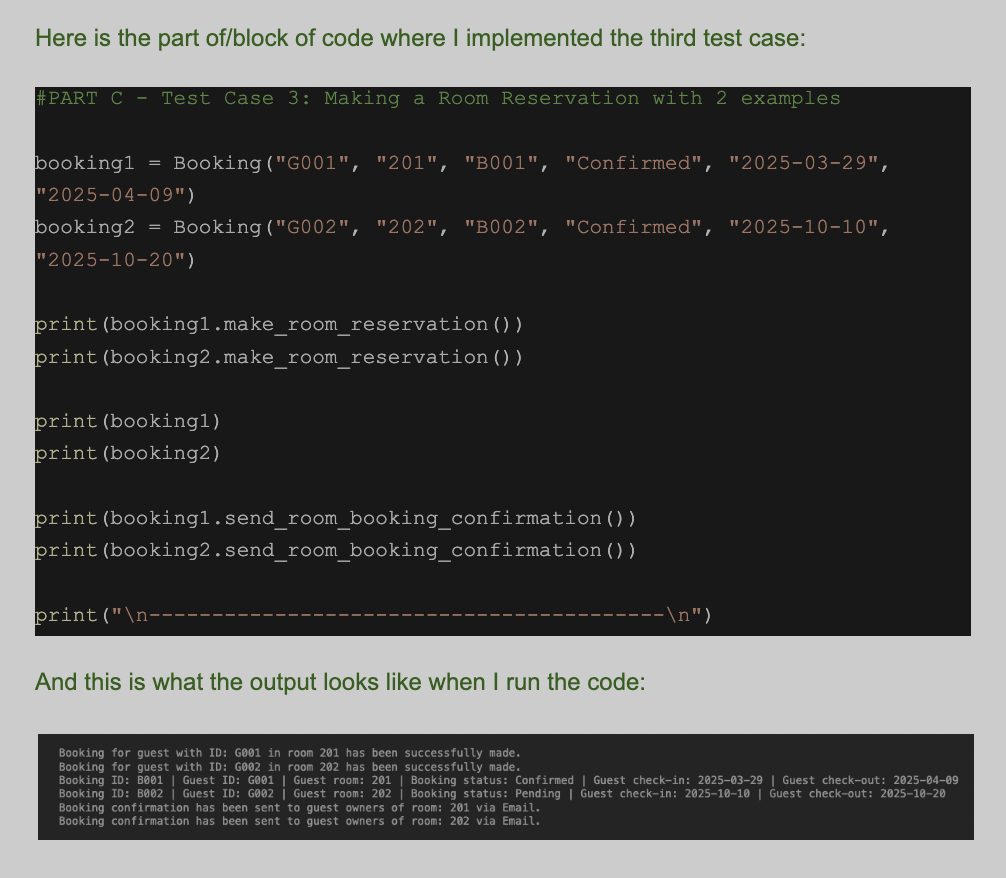 Here is the part of/block of code where I implemented the third test case:
#PART C - Test Case 3: Making a Room Reservation with 2 examples
booking1 = Booking("G001", "201", "B001", "Confirmed", "2025-03-29",
"2025-04-09")
booking2 = Booking("G002", "202", "B002", "Confirmed", "2025-10-10",
"2025-10-20")
print(booking1.make_room_reservation())
print(booking2.make_room_reservation())
print(booking1)
print(booking2)
print(booking1.send_room_booking_confirmation())
print(booking2.send_room_booking_confirmation())
print("\n-----------------------------------------\n")
And this is what the output looks like when I run the code:
Booking for guest with ID: G001 in room 201 has been successfully made.
Booking for guest with ID: G002 in room 202 has been successfully made.
Booking ID: B001 | Guest ID: G001 | Guest room: 201 | Booking status: Confirmed | Guest check-in: 2025-03-29 | Guest check-out: 2025-04-09
Booking ID: B002 | Guest ID: G002 | Guest room: 202 | Booking status: Pending | Guest check-in: 2025-10-10 | Guest check-out: 2025-10-20
Booking confirmation has been sent to guest owners of room: 201 via Email.
Booking confirmation has been sent to guest owners of room: 202 via Email.